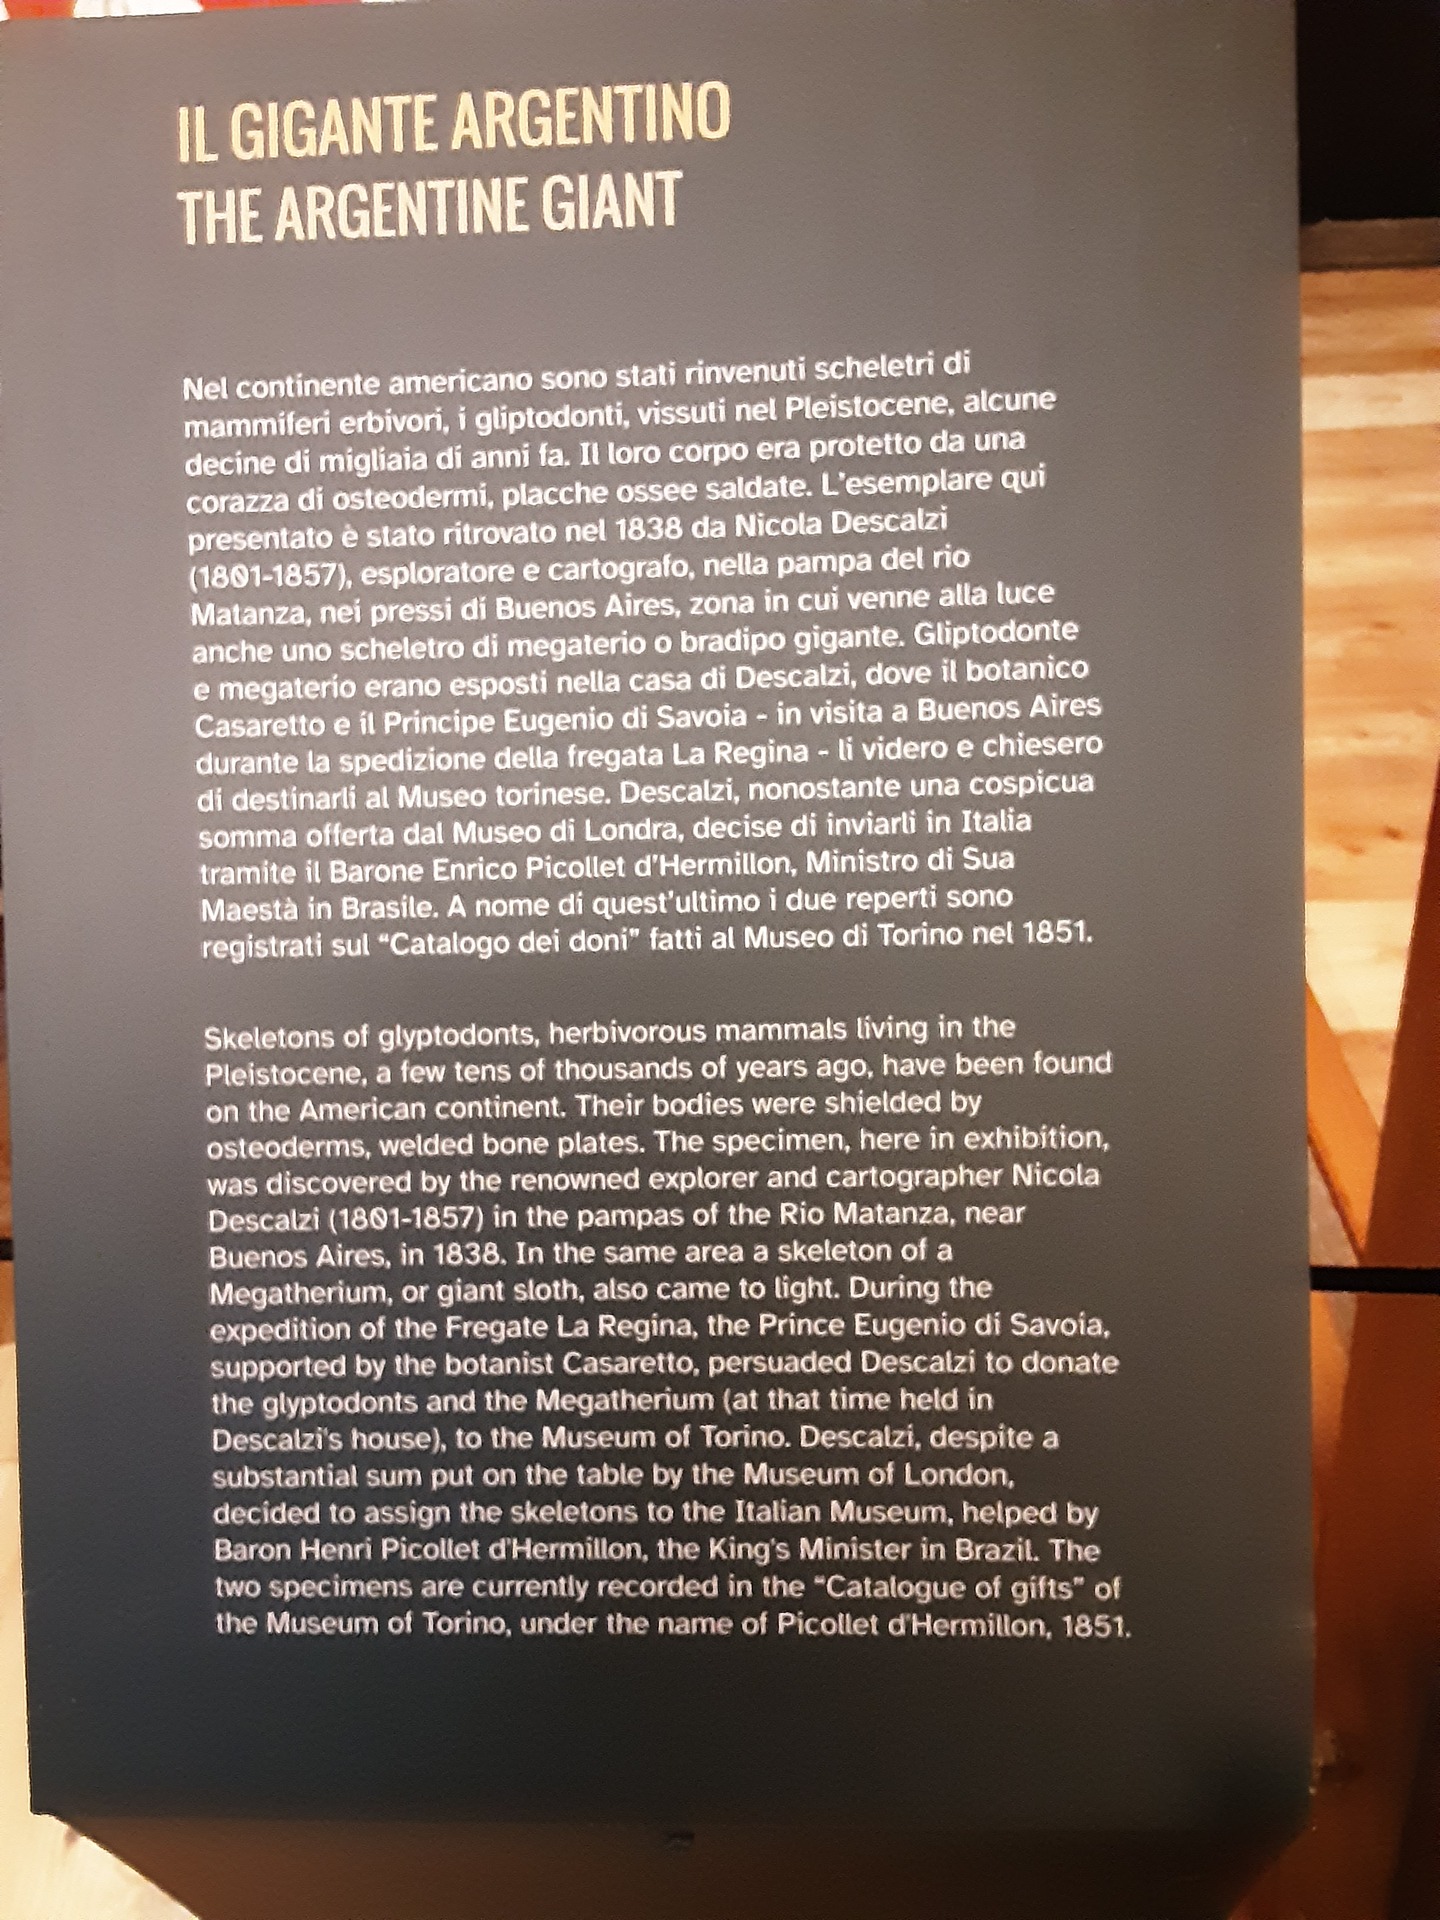 IL GIGANTE ARGENTINO
THE ARGENTINE GIANT
Nel continente americano sono stati rinvenuti scheletri di
mammiferi erbivori, i gliptodonti, vissuti nel Pleistocene, alcune
decine di migliaia di anni fa. Il loro corpo era protetto da una
corazza di osteodermi, placche ossee saldate. L'esemplare qui
presentato è stato ritrovato nel 1838 da Nicola Descalzi
(1801-1857), esploratore e cartografo, nella pampa del rio
Matanza, nei pressi di Buenos Aires, zona in cui venne alla luce
anche uno scheletro di megaterio o bradipo gigante. Gliptodonte
e megaterio erano esposti nella casa di Descalzi, dove il botanico
Casaretto e il Principe Eugenio di Savoia - in visita a Buenos Aires
durante la spedizione della fregata La Regina - li videro e chiesero
di destinarli al Museo torinese. Descalzi, nonostante una cospicua
somma offerta dal Museo di Londra, decise di inviarli in Italia
tramite il Barone Enrico Picollet d'Hermillon, Ministro di Sua
Maestà in Brasile. A nome di quest'ultimo i due reperti sono
registrati sul “Catalogo dei doni” fatti al Museo di Torino nel 1851.
Skeletons of glyptodonts, herbivorous mammals living in the
Pleistocene, a few tens of thousands of years ago, have been found
on the American continent. Their bodies were shielded by
osteoderms, welded bone plates. The specimen, here in exhibition,
was discovered by the renowned explorer and cartographer Nicola
Descalzi (1801-1857) in the pampas of the Rio Matanza, near
Buenos Aires, in 1838. In the same area a skeleton of a
Megatherium, or giant sloth, also came to light. During the
expedition of the Fregate La Regina, the Prince Eugenio di Savoia,
supported by the botanist Casaretto, persuaded Descalzi to donate
the glyptodonts and the Megatherium (at that time held in
Descalzi's house), to the Museum of Torino. Descalzi, despite a
substantial sum put on the table by the Museum of London,
decided to assign the skeletons to the Italian Museum, helped by
Baron Henri Picollet d'Hermillon, the King's Minister in Brazil. The
two specimens are currently recorded in the “Catalogue of gifts” of
the Museum of Torino, under the name of Picollet d'Hermillon, 1851.